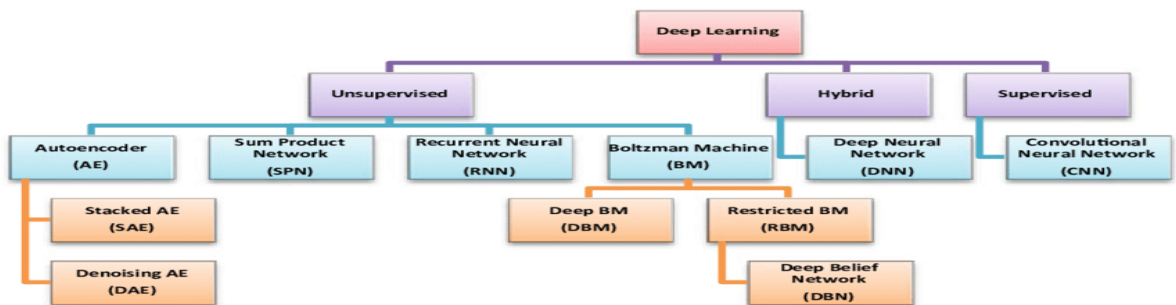 Deep Learning
Unsupervised
Hybrid
Supervised
Autoencoder
(AE)
Sum Product
Network
(SPN)
Recurrent Neural
Network
(RNN)
Boltzman Machine
(BM)
Deep Neural
Network
(DNN)
Convolutional
Neural Network
(CNN)
Stacked AE
(SAE)
Deep BM
(DBM)
Restricted BM
(RBM)
Denoising AE
(DAE)
Deep Belief
Network
(DBN)